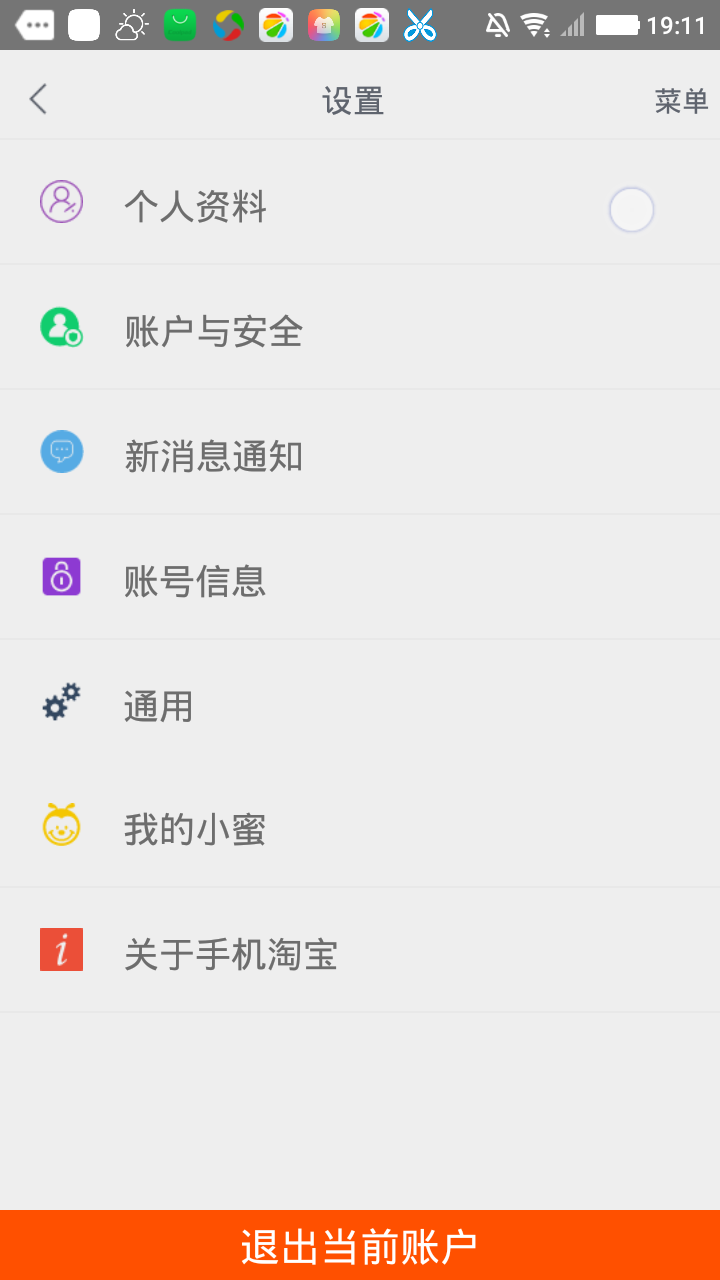 19:11
设置
菜单
个人资料
账户与安全
新消息通知
账号信息
通用
我的小蜜
关于手机淘宝
退出当前账户